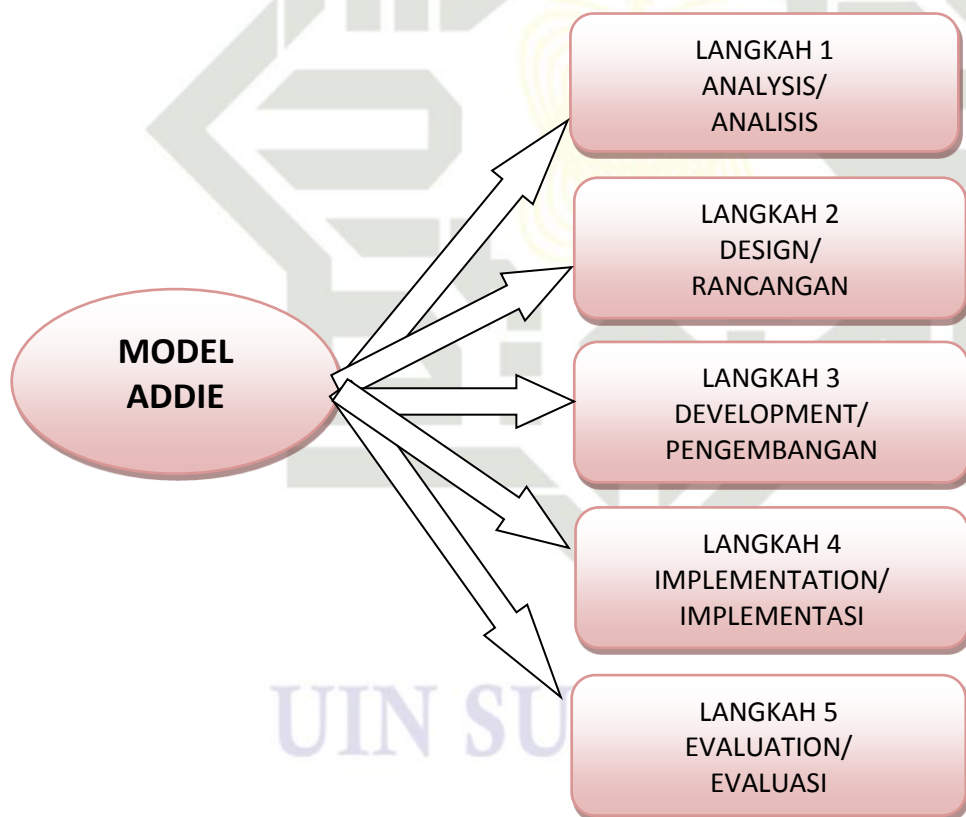 LANGKAH 1
ANALYSIS/
ANALISIS
LANGKAH 2
DESIGN/
RANCANGAN
MODEL
ADDIE
LANGKAH 3
DEVELOPMENT/
PENGEMBANGAN
LANGKAH 4
IMPLEMENTATION/
IMPLEMENTASI
LANGKAH 5
EVALUATION/
EVALUASI
UIN SU